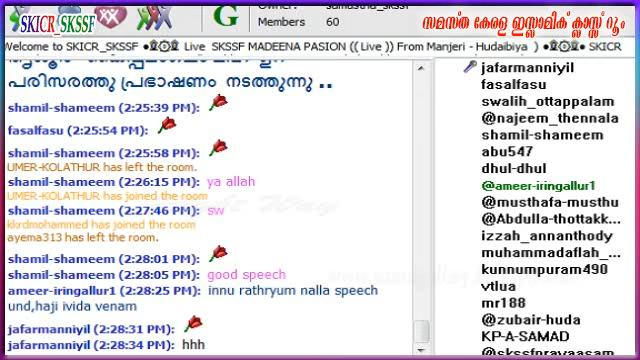 SKICR_SKSSF
Owner: samastha_skssf
Members 60
സമസ്ത കേരള ഇസ്ലാമിക് ക്ലാസ്സ് റൂം
Welcome to SKICR_SKSSF Live SKSSF MADEENA PASION (( Live )) From Manjeri - Hudaibiya ) SKICR
പരിസരത്തു പ്രഭാഷണം നടത്തുന്നു ..
shamil-shameem (2:25:39 PM):
fasalfasu (2:25:54 PM):
shamil-shameem (2:25:58 PM):
UMER-KOLATHUR has left the room.
shamil-shameem (2:26:15 PM): ya allah
UMER-KOLATHUR has joined the room
shamil-shameem (2:27:46 PM): sw
kkrdmohammed has joined the room
ayema313 has left the room.
shamil-shameem (2:28:01 PM):
shamil-shameem (2:28:05 PM): good speech
ameer-iringallur1 (2:28:25 PM): innu rathryum nalla speech
und,haji ivida venam
jafarmanniyil (2:28:31 PM):
jafarmanniyil (2:28:34 PM): hhh
jafarmanniyil
fasalfasu
swalih_ottappalam
@najeem_thennala
shamil-shameem
abu547
dhul-dhul
@ameer-iringallur1
@musthafa-musthu
@Abdulla-thottakk...
izzah_annanthody
muhammadaflah_...
kunnumpuram490
vtlua
mr188
@zubair-huda
KP-A-SAMAD
@skssfpravaasam